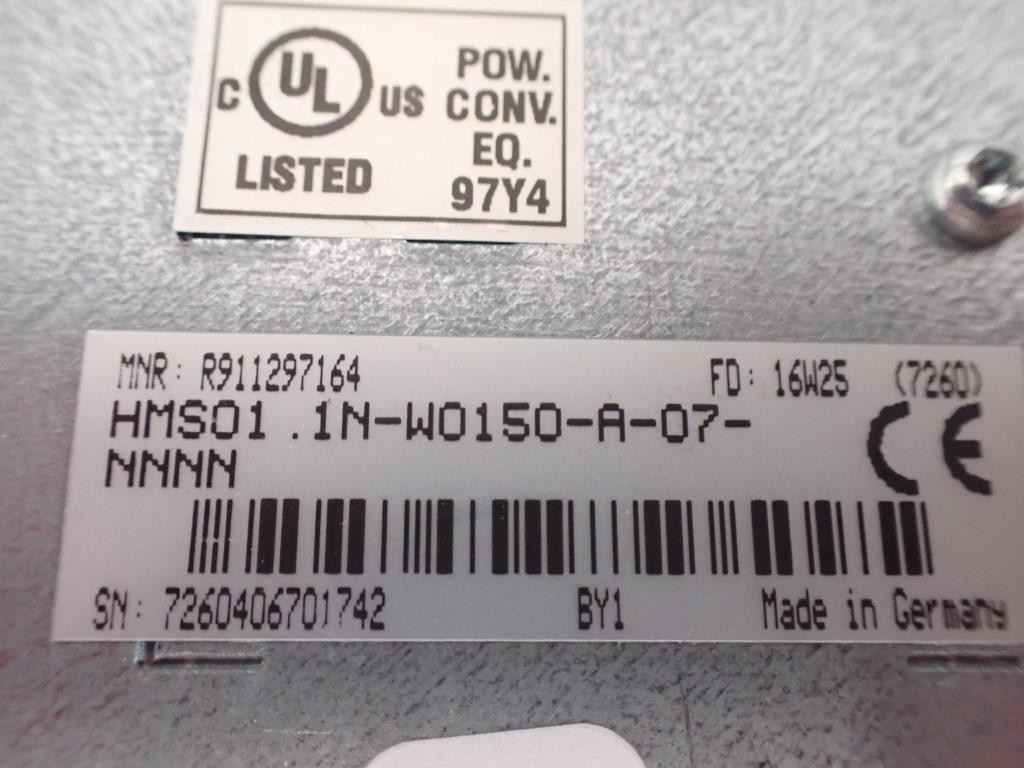 C UL US
LISTED
POW.
CONV.
EQ.
97Y4
MNR: R911297164 FD: 16W25 (7260)
HMS01.1N-W0150-A-07-
NNNN
CE
SN: 7260406701742 BY1 Made in Germany